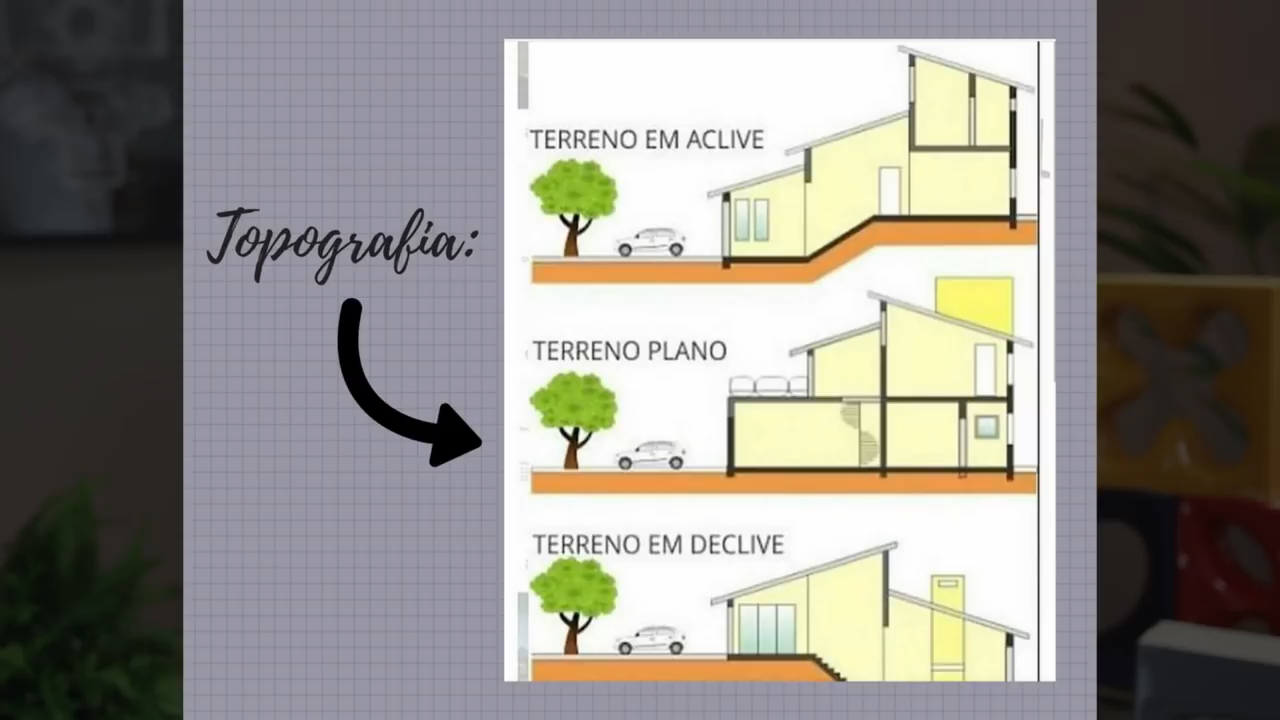 Topografia:
TERRENO EM ACLIVE
TERRENO PLANO
TERRENO EM DECLIVE